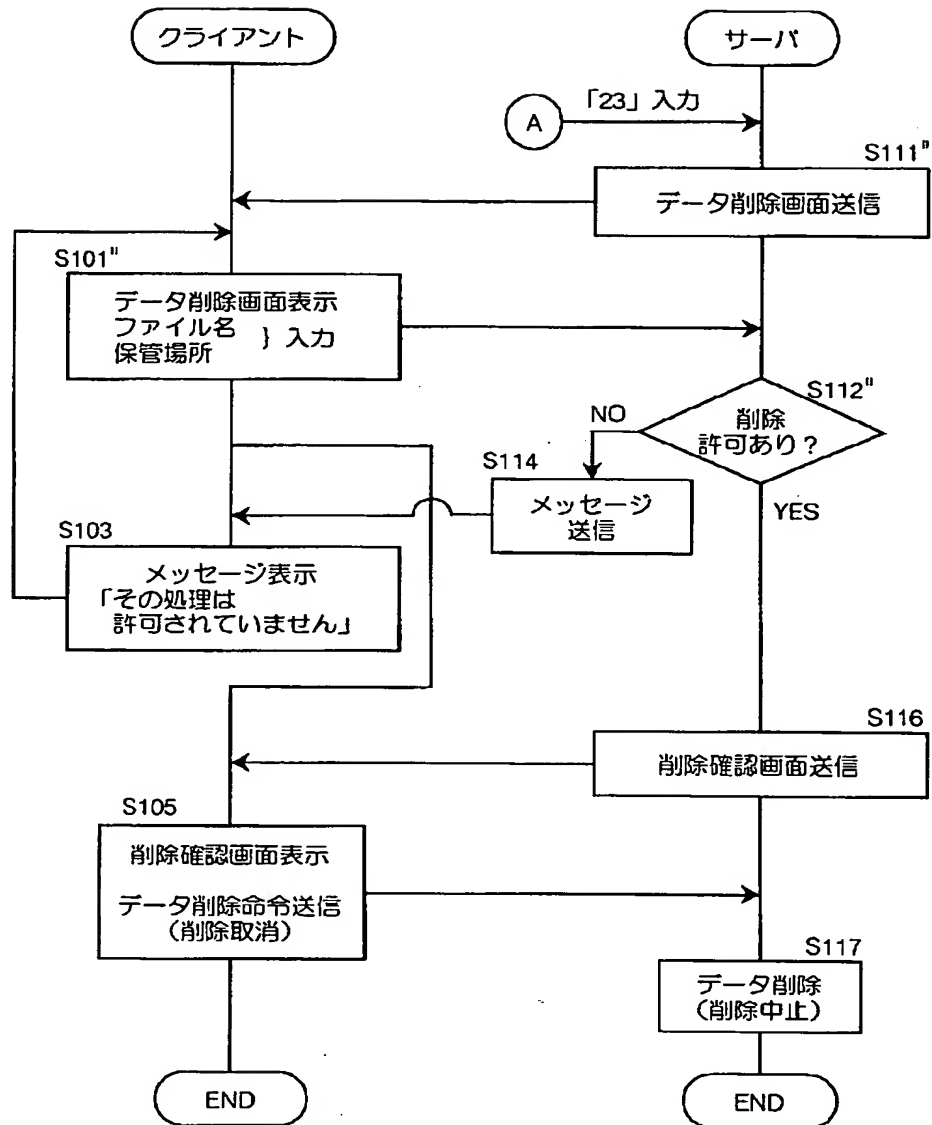 クライアント
サーバ
A
「23」入力
S111"
データ削除画面送信
S101"
データ削除画面表示
ファイル名
保管場所
} 入力
S112"
削除
許可あり？
NO
YES
S114
メッセージ
送信
S103
メッセージ表示
「その処理は
許可されていません」
S116
削除確認画面送信
S105
削除確認画面表示
データ削除命令送信
(削除取消)
S117
データ削除
(削除中止)
END
END